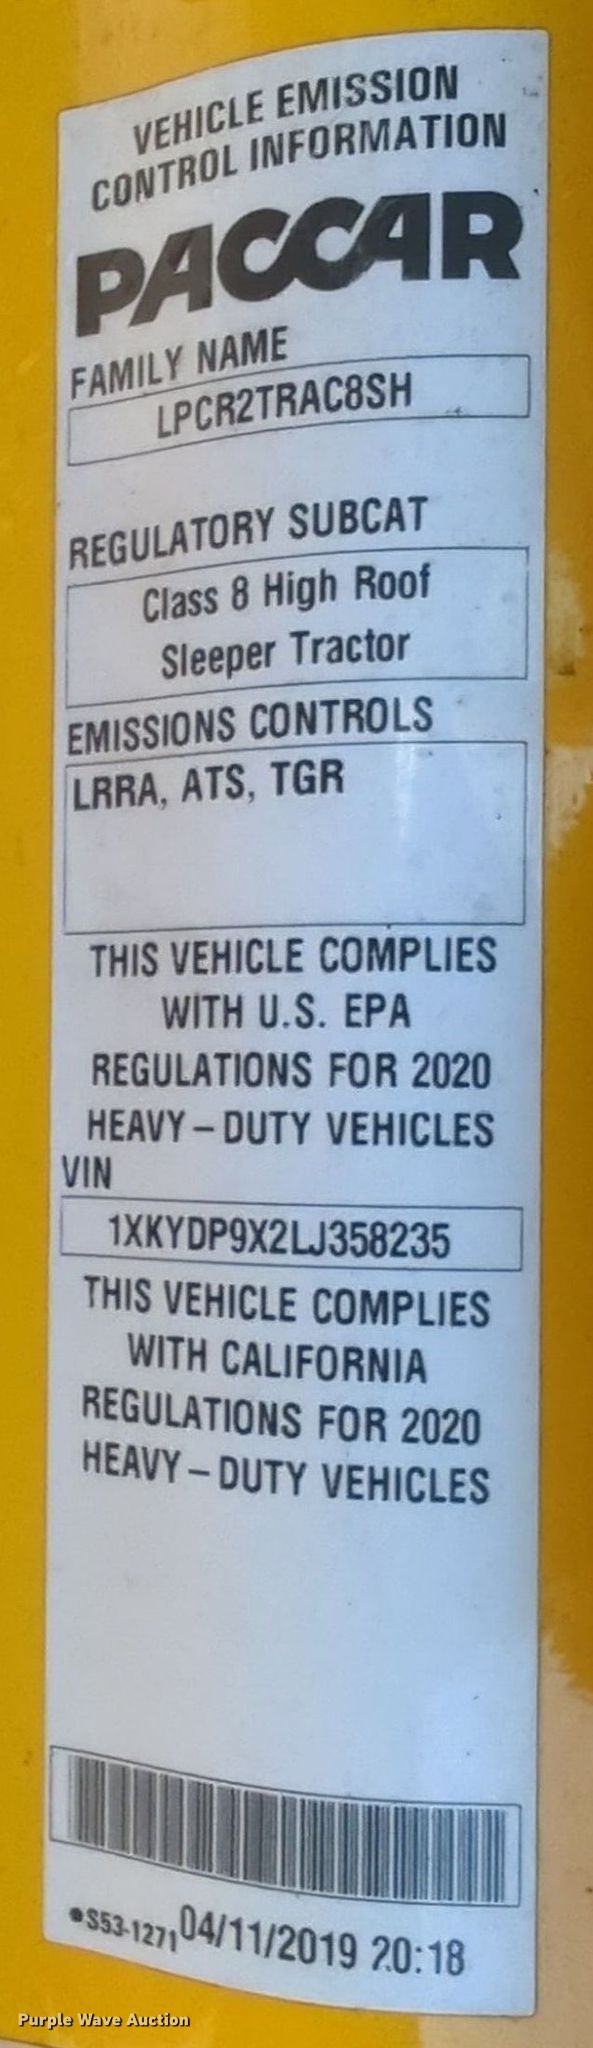 VEHICLE EMISSION
CONTROL INFORMATION
PACCAR
FAMILY NAME
LPCR2TRAC8SH
REGULATORY SUBCAT
Class 8 High Roof
Sleeper Tractor
EMISSIONS CONTROLS
LRRA, ATS, TGR
THIS VEHICLE COMPLIES
WITH U.S. EPA
REGULATIONS FOR 2020
HEAVY-DUTY VEHICLES
VIN
1XKYDP9X2LJ358235
THIS VEHICLE COMPLIES
WITH CALIFORNIA
REGULATIONS FOR 2020
HEAVY-DUTY VEHICLES
•S53-1271 04/11/2019 20:18
Purple Wave Auction